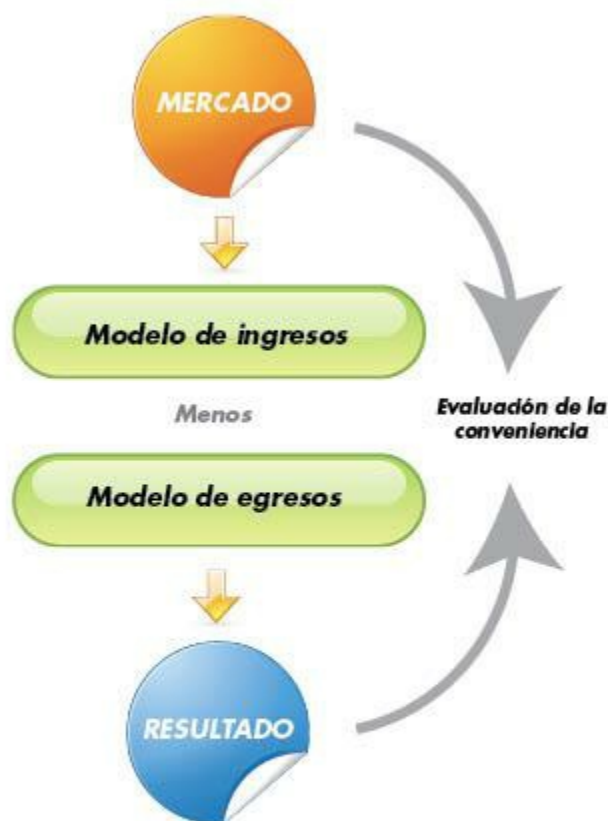 MERCADO
Modelo de ingresos
Menos
Evaluación de la
conveniencia
Modelo de egresos
RESULTADO